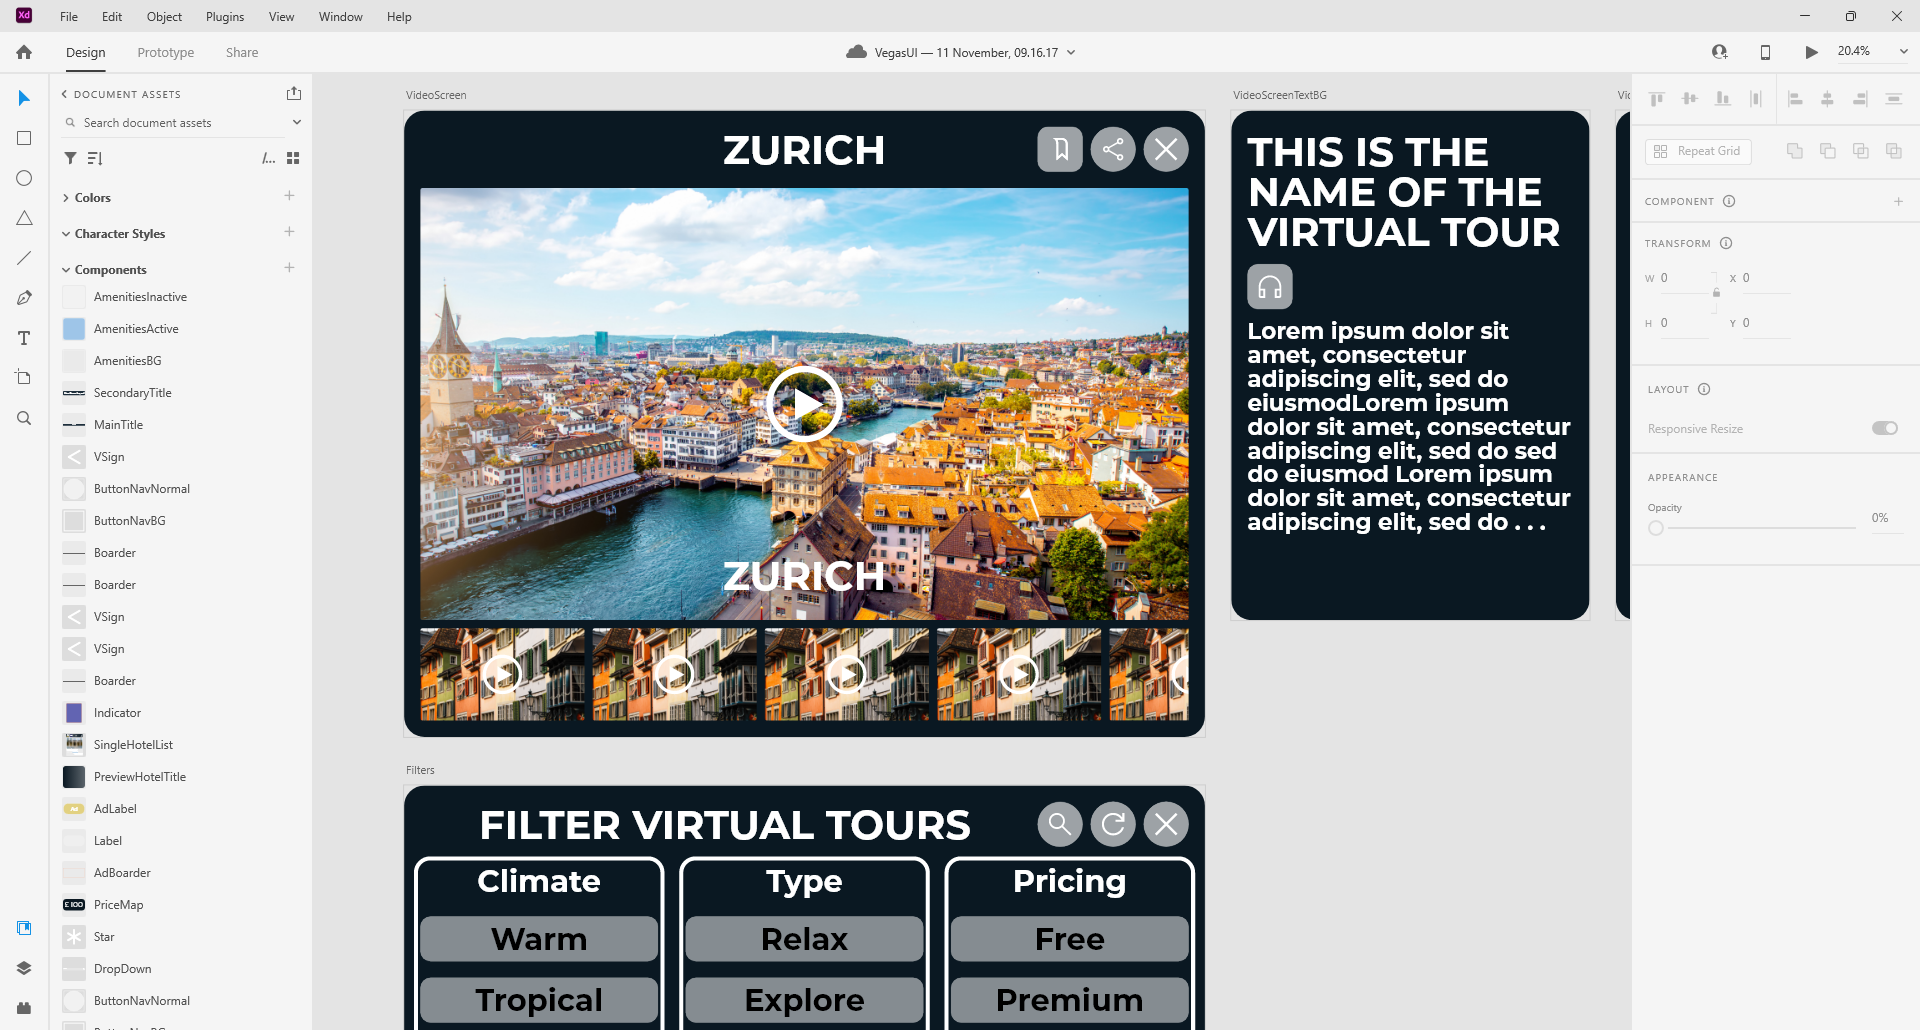 Xd
File Edit Object Plugins View Window Help
Design Prototype Share
VegasUI — 11 November, 09.16.17
20.4%
DOCUMENT ASSETS
Search document assets
/...
Colors
Character Styles
Components
AmenitiesInactive
AmenitiesActive
AmenitiesBG
SecondaryTitle
MainTitle
VSign
ButtonNavNormal
ButtonNavBG
Boarder
Boarder
VSign
VSign
Boarder
Indicator
SingleHotelList
PreviewHotelTitle
Ad
AdLabel
Label
AdBoarder
£ 100
PriceMap
Star
DropDown
ButtonNavNormal
VideoScreen
ZURICH
ZURICH
VideoScreenTextBG
THIS IS THE
NAME OF THE
VIRTUAL TOUR
Lorem ipsum dolor sit
amet, consectetur
adipiscing elit, sed do
eiusmodLorem ipsum
dolor sit amet, consectetur
adipiscing elit, sed do sed
do eiusmod Lorem ipsum
dolor sit amet, consectetur
adipiscing elit, sed do . . .
Filters
FILTER VIRTUAL TOURS
Climate
Warm
Tropical
Type
Relax
Explore
Pricing
Free
Premium
Repeat Grid
COMPONENT
TRANSFORM
W 0 X 0
H 0 Y 0
LAYOUT
Responsive Resize
APPEARANCE
Opacity
0%